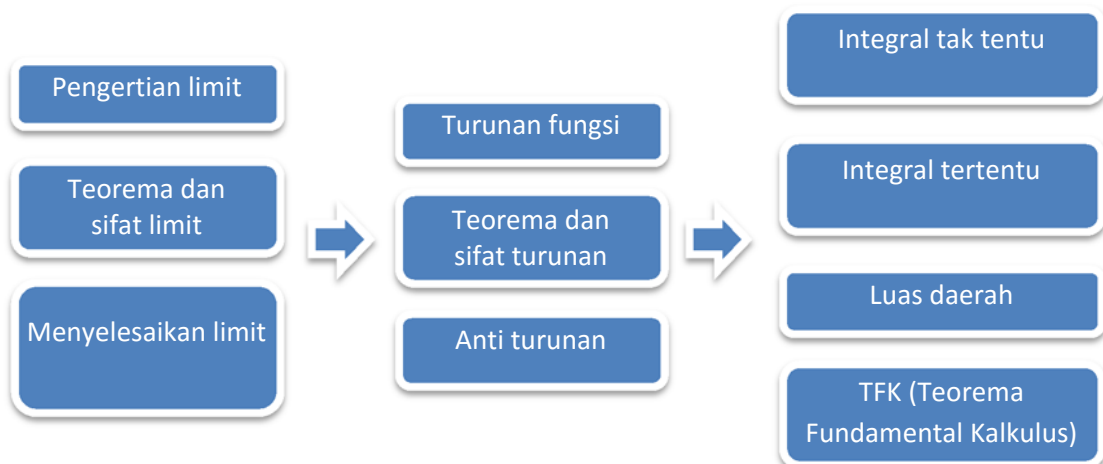 Pengertian limit
Teorema dan
sifat limit
Menyelesaikan limit
Turunan fungsi
Teorema dan
sifat turunan
Anti turunan
Integral tak tentu
Integral tertentu
Luas daerah
TFK (Teorema
Fundamental Kalkulus)